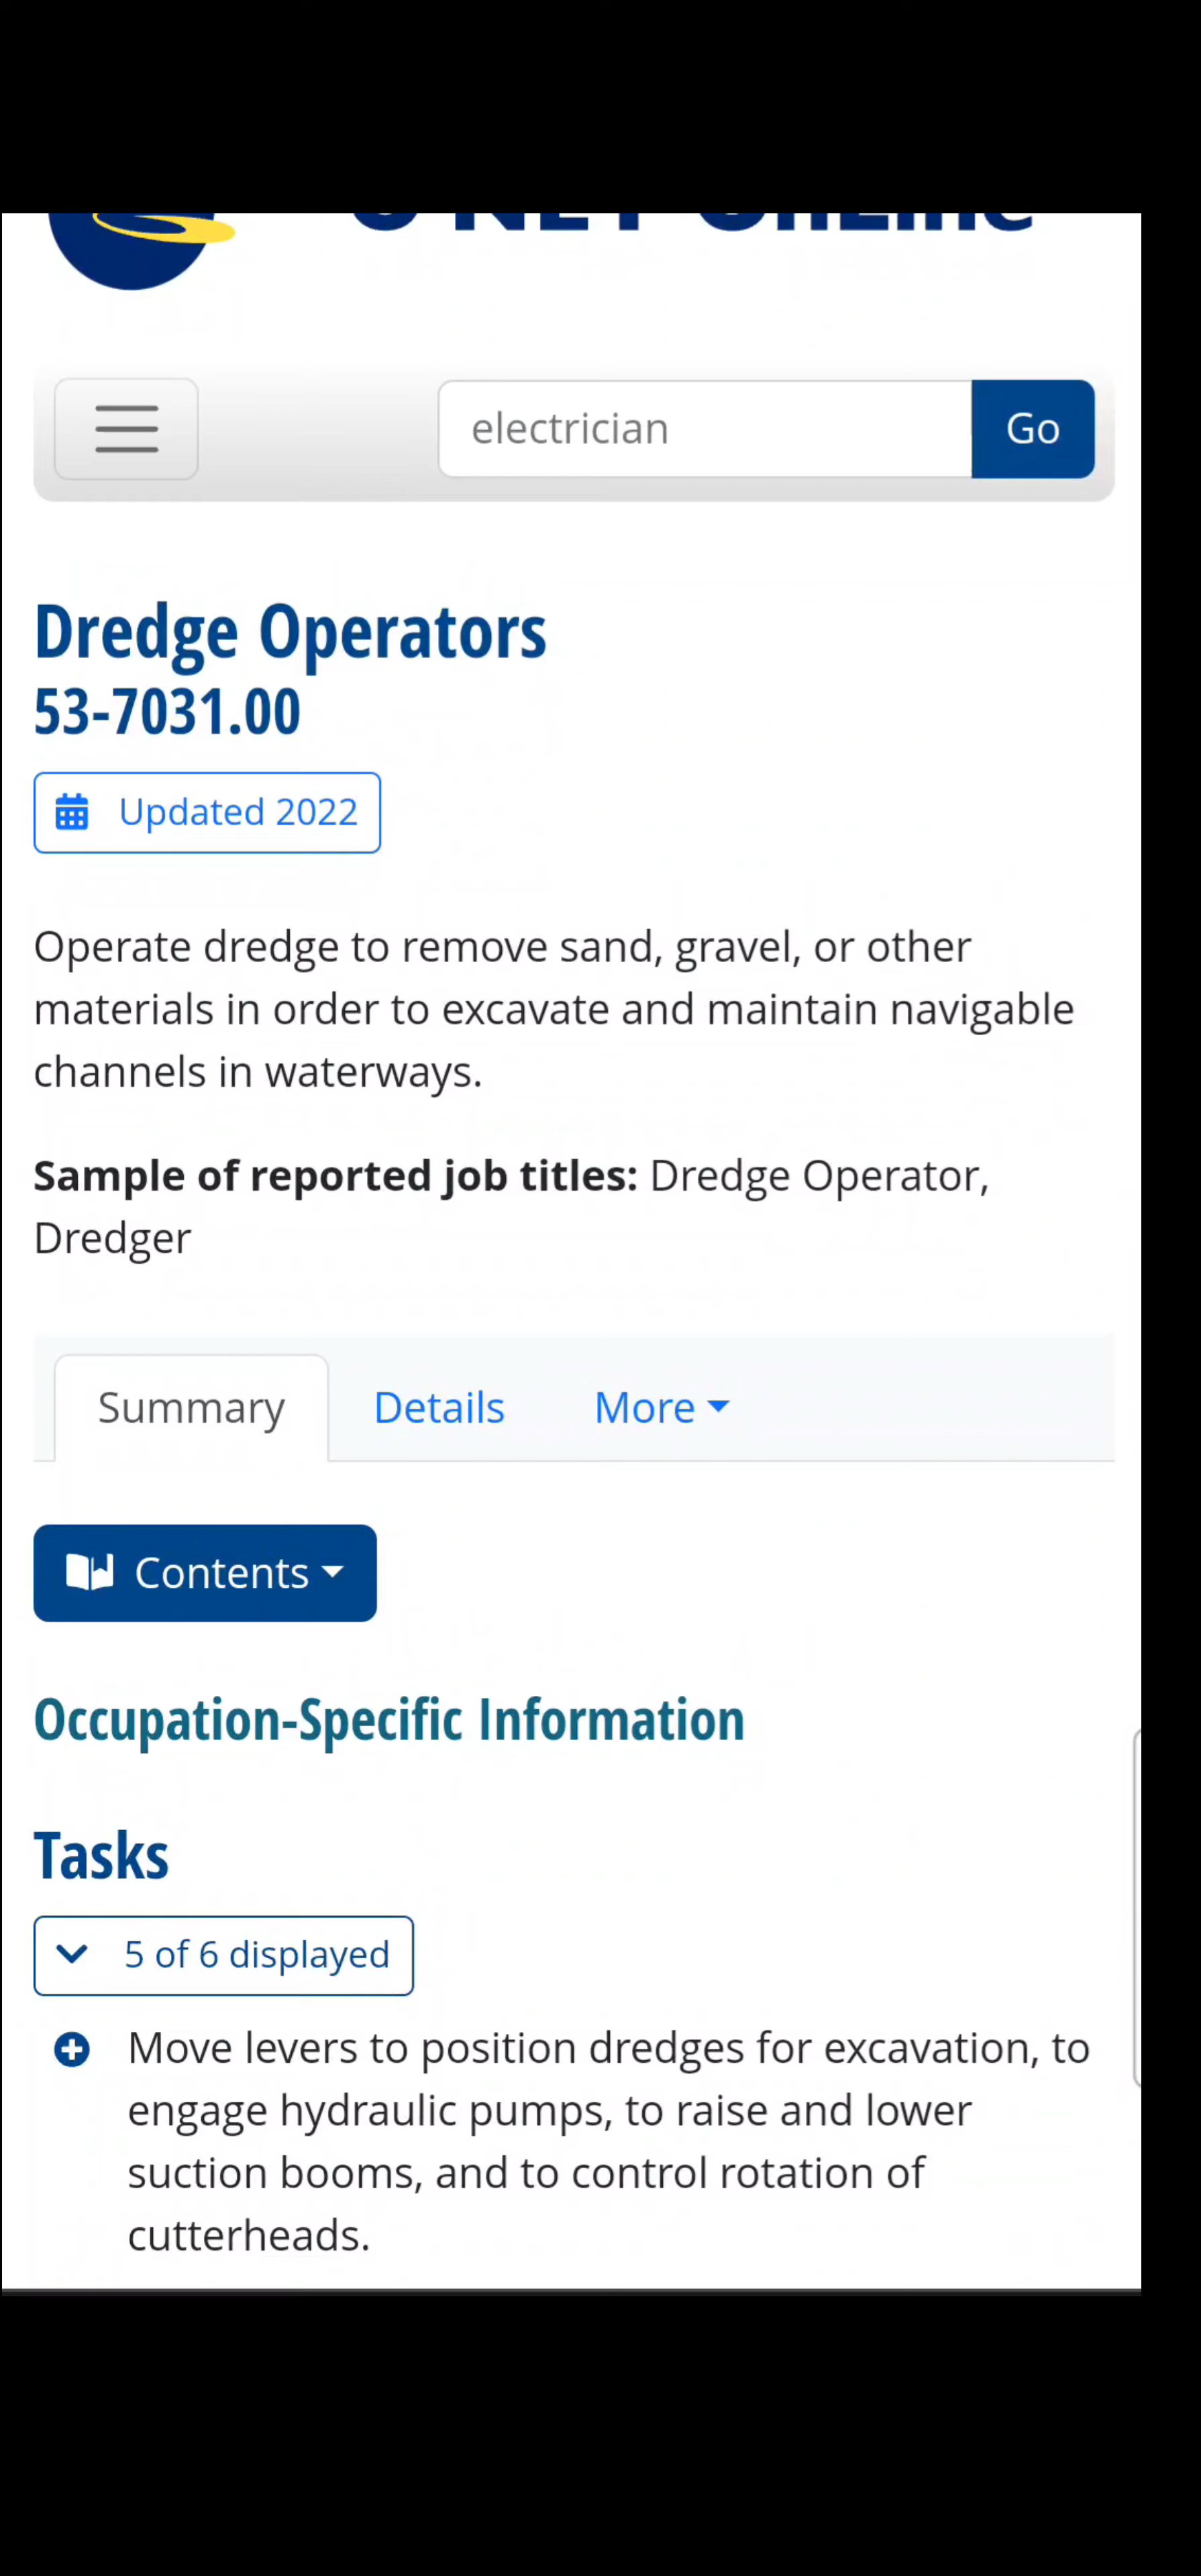 O*NET OnLine
electrician
Go
Dredge Operators
53-7031.00
Updated 2022
Operate dredge to remove sand, gravel, or other
materials in order to excavate and maintain navigable
channels in waterways.
Sample of reported job titles: Dredge Operator,
Dredger
Summary
Details
More
Contents
Occupation-Specific Information
Tasks
5 of 6 displayed
Move levers to position dredges for excavation, to
engage hydraulic pumps, to raise and lower
suction booms, and to control rotation of
cutterheads.